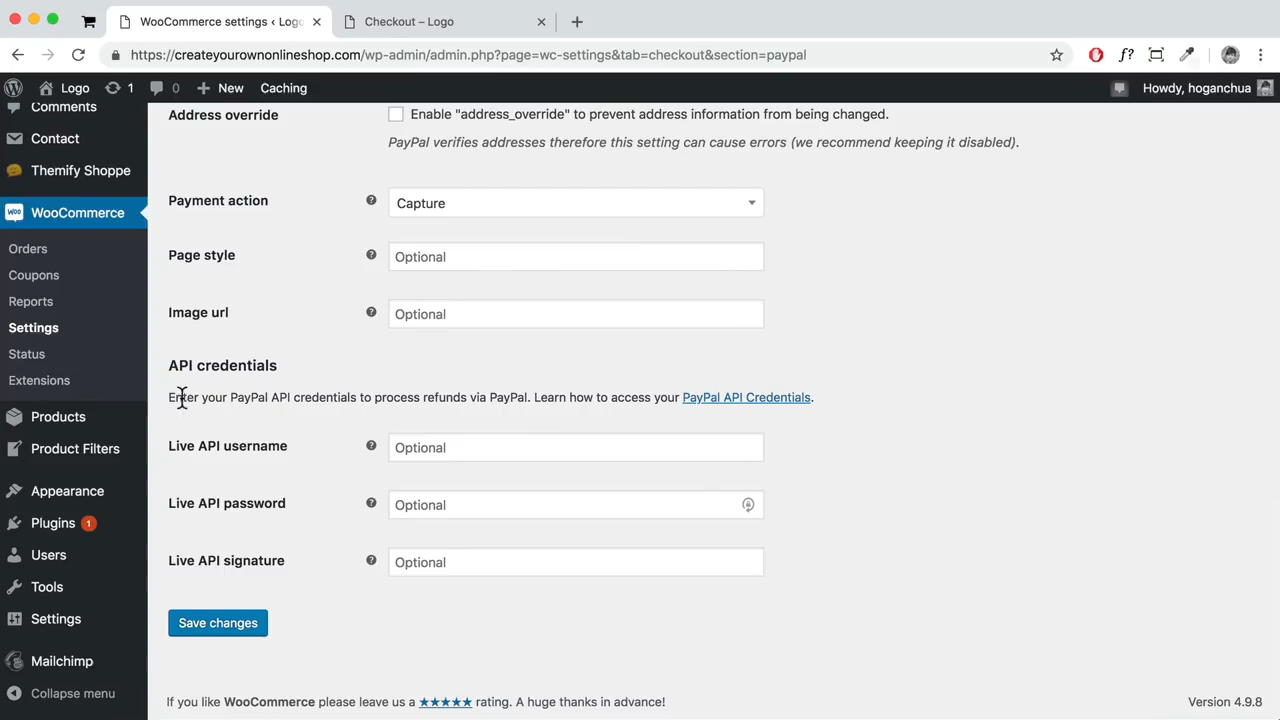 WooCommerce settings ‹ Logo
Checkout – Logo
https://createyourownonlineshop.com/wp-admin/admin.php?page=wc-settings&tab=checkout&section=paypal
f?
Logo
1
0
New
Caching
Howdy, hoganchua
Comments
Contact
Themify Shoppe
WOO
WooCommerce
Orders
Coupons
Reports
Settings
Status
Extensions
Products
Product Filters
Appearance
Plugins 1
Users
Tools
Settings
Mailchimp
Collapse menu
Address override
Enable "address_override" to prevent address information from being changed.
PayPal verifies addresses therefore this setting can cause errors (we recommend keeping it disabled).
Payment action
Capture
Page style
Optional
Image url
Optional
API credentials
Enter your PayPal API credentials to process refunds via PayPal. Learn how to access your PayPal API Credentials.
Live API username
Optional
Live API password
Optional
Live API signature
Optional
Save changes
If you like WooCommerce please leave us a ★★★★★ rating. A huge thanks in advance!
Version 4.9.8